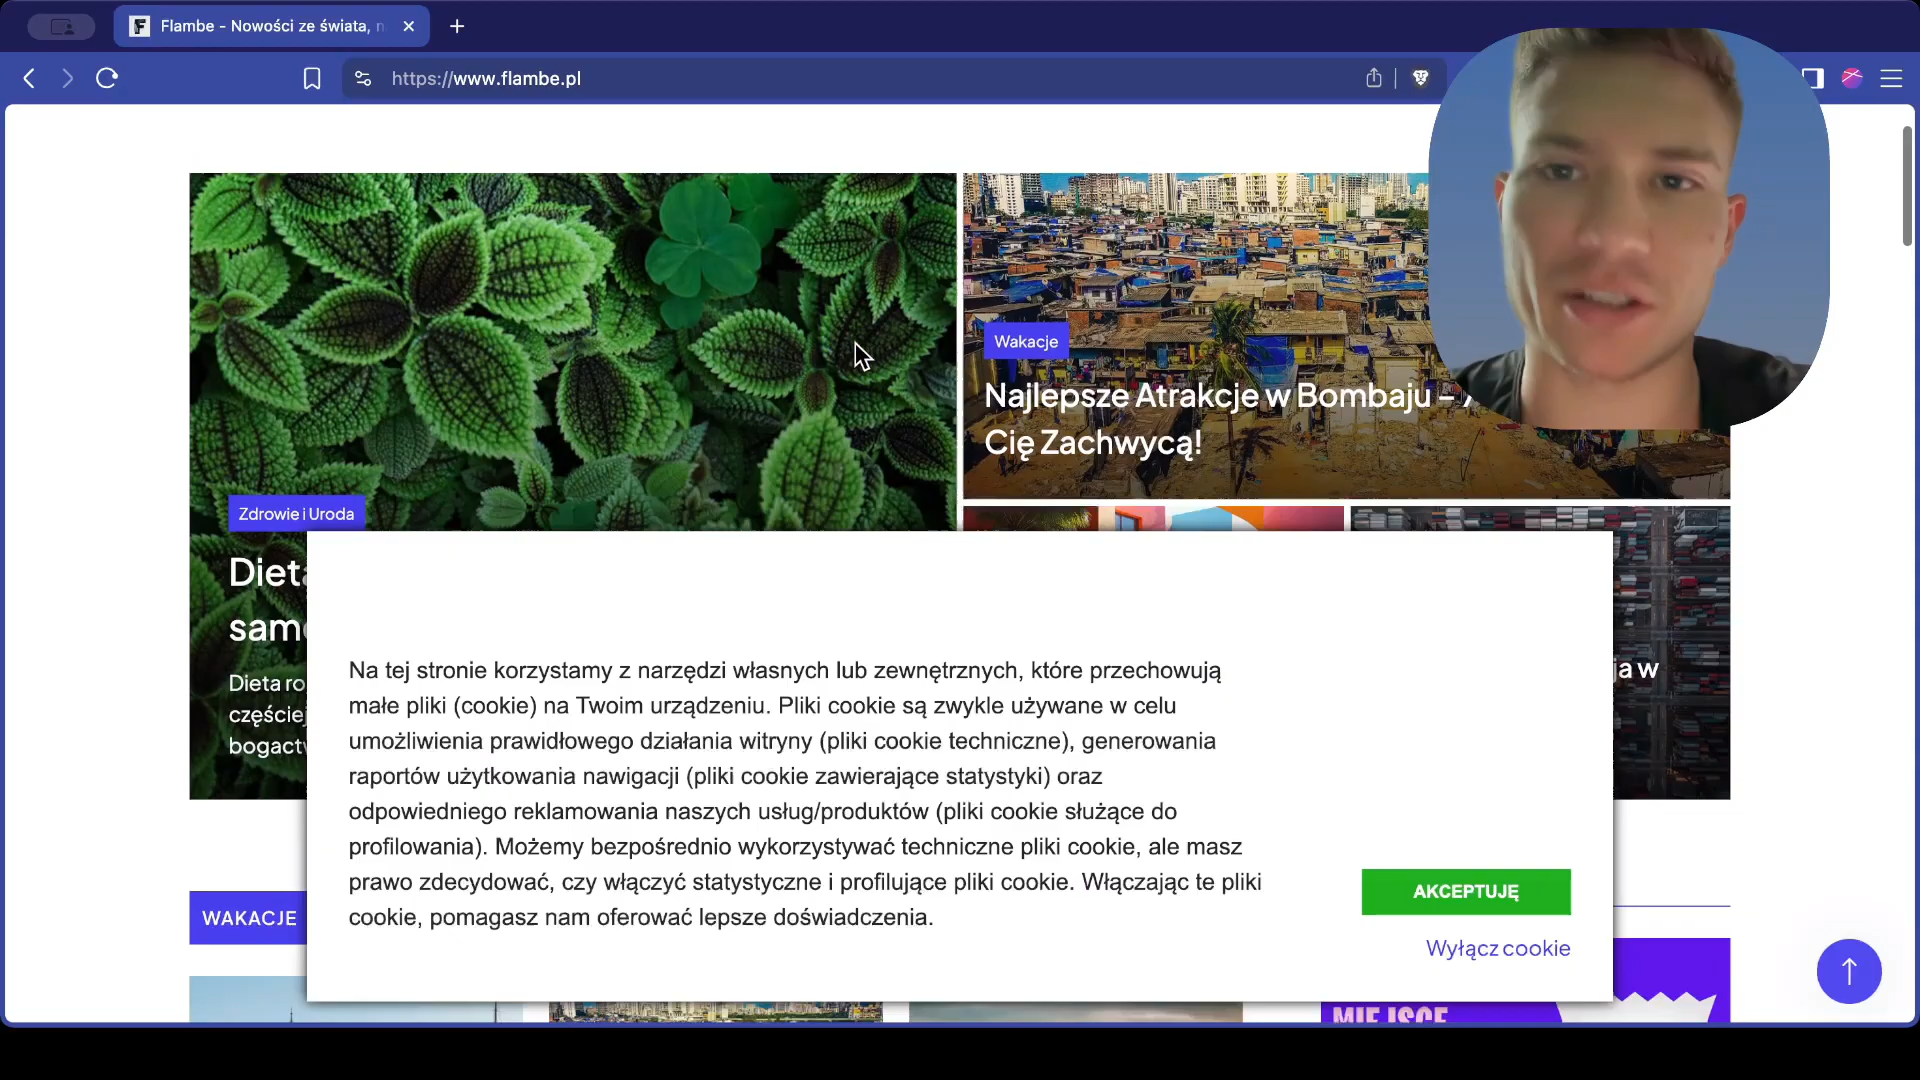 Flambe - Nowości ze świata, n
https://www.flambe.pl
Wakacje
Najlepsze Atrakcje w Bombaju –
Cię Zachwycą!
Zdrowie i Uroda
Dieta
samo
Dieta ro
częściej
bogactw
ja w
Na tej stronie korzystamy z narzędzi własnych lub zewnętrznych, które przechowują
małe pliki (cookie) na Twoim urządzeniu. Pliki cookie są zwykle używane w celu
umożliwienia prawidłowego działania witryny (pliki cookie techniczne), generowania
raportów użytkowania nawigacji (pliki cookie zawierające statystyki) oraz
odpowiedniego reklamowania naszych usług/produktów (pliki cookie służące do
profilowania). Możemy bezpośrednio wykorzystywać techniczne pliki cookie, ale masz
prawo zdecydować, czy włączyć statystyczne i profilujące pliki cookie. Włączając te pliki
cookie, pomagasz nam oferować lepsze doświadczenia.
AKCEPTUJĘ
Wyłącz cookie
WAKACJE
MIEJSCE